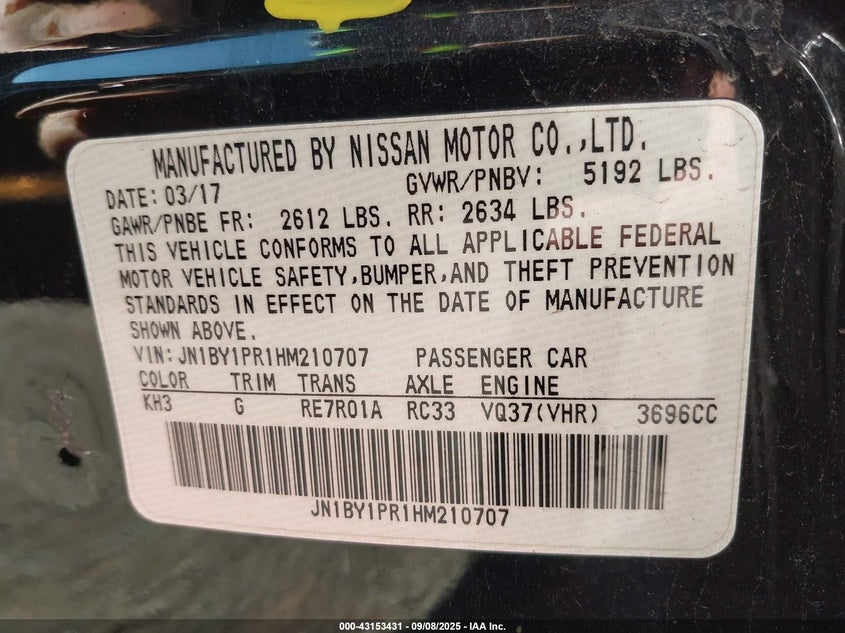 MANUFACTURED BY NISSAN MOTOR CO.,LTD.
DATE: 03/17 GVWR/PNBV: 5192 LBS.
GAWR/PNBE FR: 2612 LBS. RR: 2634 LBS.
THIS VEHICLE CONFORMS TO ALL APPLICABLE FEDERAL
MOTOR VEHICLE SAFETY,BUMPER,AND THEFT PREVENTION
STANDARDS IN EFFECT ON THE DATE OF MANUFACTURE
SHOWN ABOVE.
VIN: JN1BY1PR1HM210707 PASSENGER CAR
COLOR TRIM TRANS AXLE ENGINE
KH3 G RE7R01A RC33 VQ37(VHR) 3696CC
JN1BY1PR1HM210707
000-43153431 - 09/08/2025 - IAA Inc.